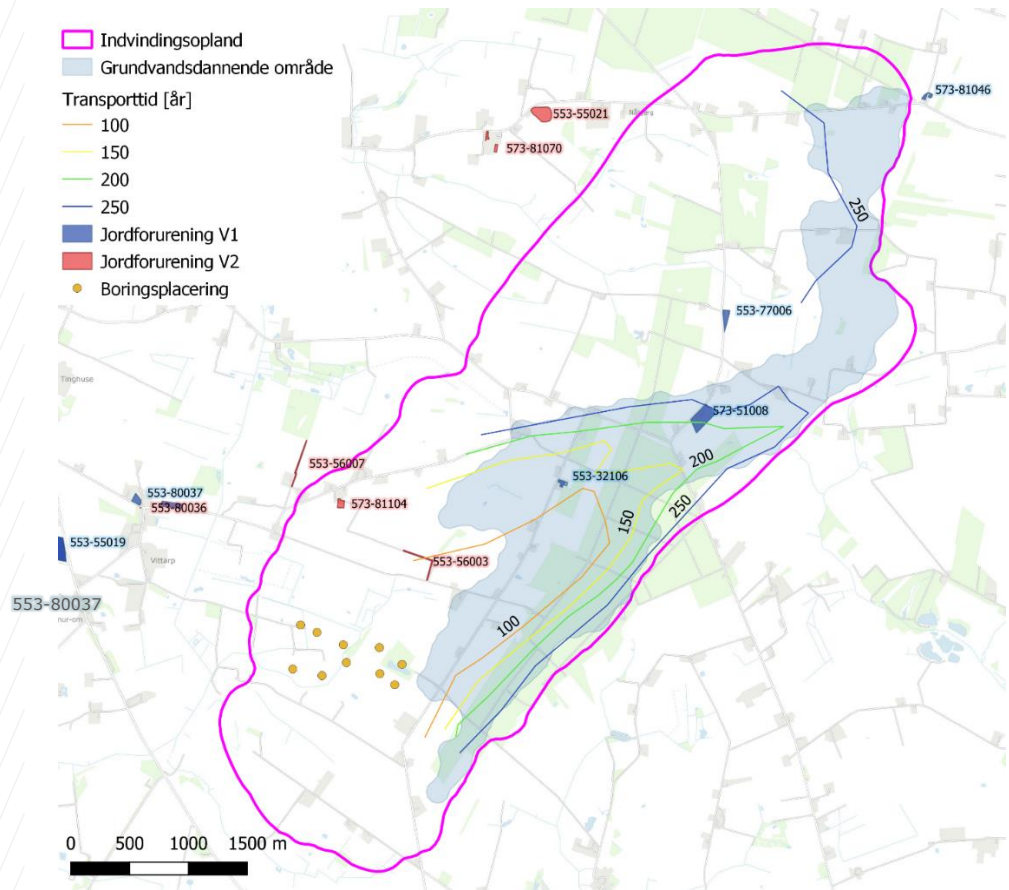 Indvindingsopland
Grundvandsdannende område
Transporttid [år]
100
150
200
250
Jordforurening V1
Jordforurening V2
Boringsplacering
573-81046
553-55021
573-81070
250
553-77006
Tinghuse
573-51008
200
553-56007
553-32106
553-80037
553-80036
573-81104
250
150
553-55019
553-56003
Vittarp
553-80037
100
0 500 1000 1500 m